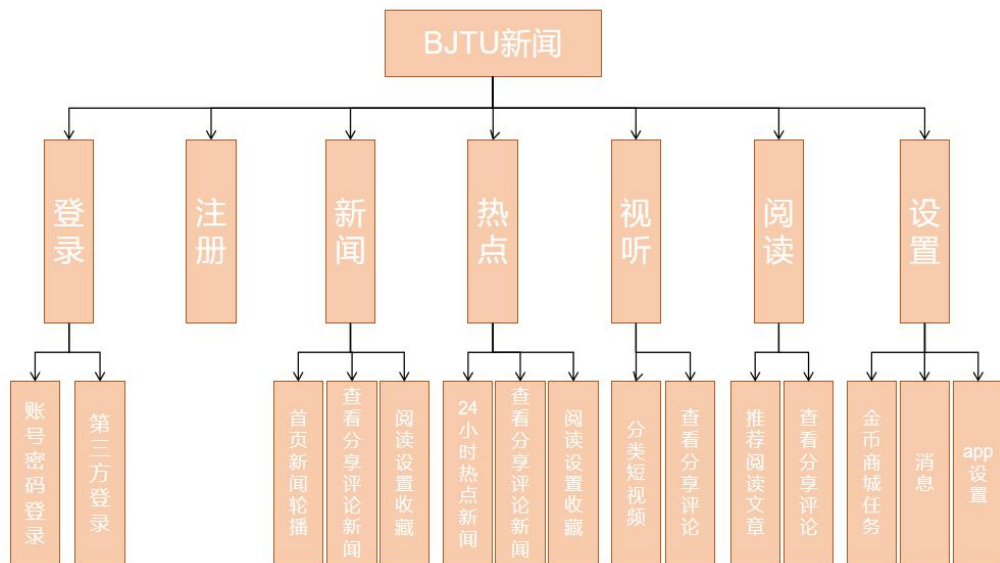 BJTU新闻
登录
注册
新闻
热点
视听
阅读
设置
账号密码登录
第三方登录
首页新闻轮播
查看分享评论新闻
阅读设置收藏
24小时热点新闻
查看分享评论新闻
阅读设置收藏
分类短视频
查看分享评论
推荐阅读文章
查看分享评论
金币商城任务
消息
app设置